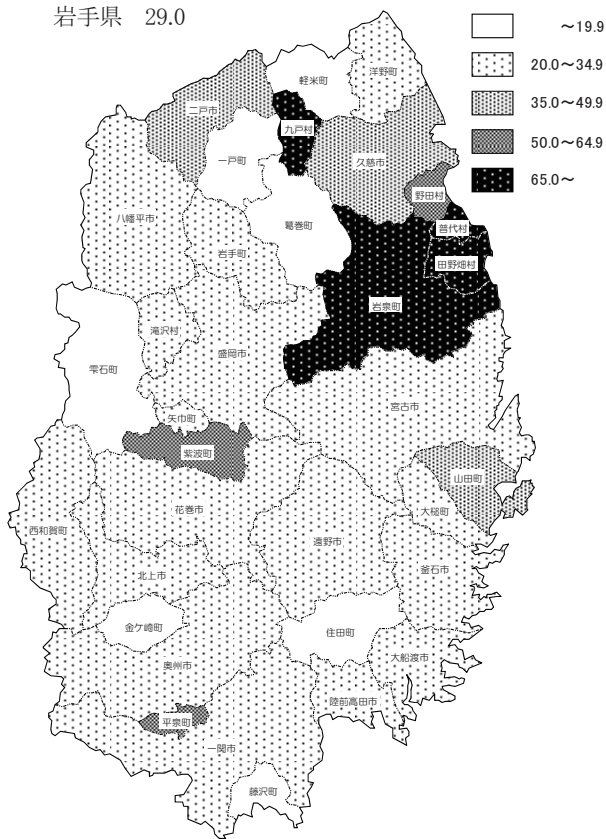 岩手県 29.0
～19.9
20.0～34.9
35.0～49.9
50.0～64.9
65.0～
軽米町
洋野町
二戸市
九戸村
一戸町
久慈市
野田村
葛巻町
八幡平市
普代村
岩手町
田野畑村
岩泉町
滝沢村
盛岡市
雫石町
宮古市
矢巾町
紫波町
山田町
花巻市
大槌町
西和賀町
遠野市
釜石市
北上市
金ケ崎町
住田町
大船渡市
奥州市
陸前高田市
平泉町
一関市
藤沢町